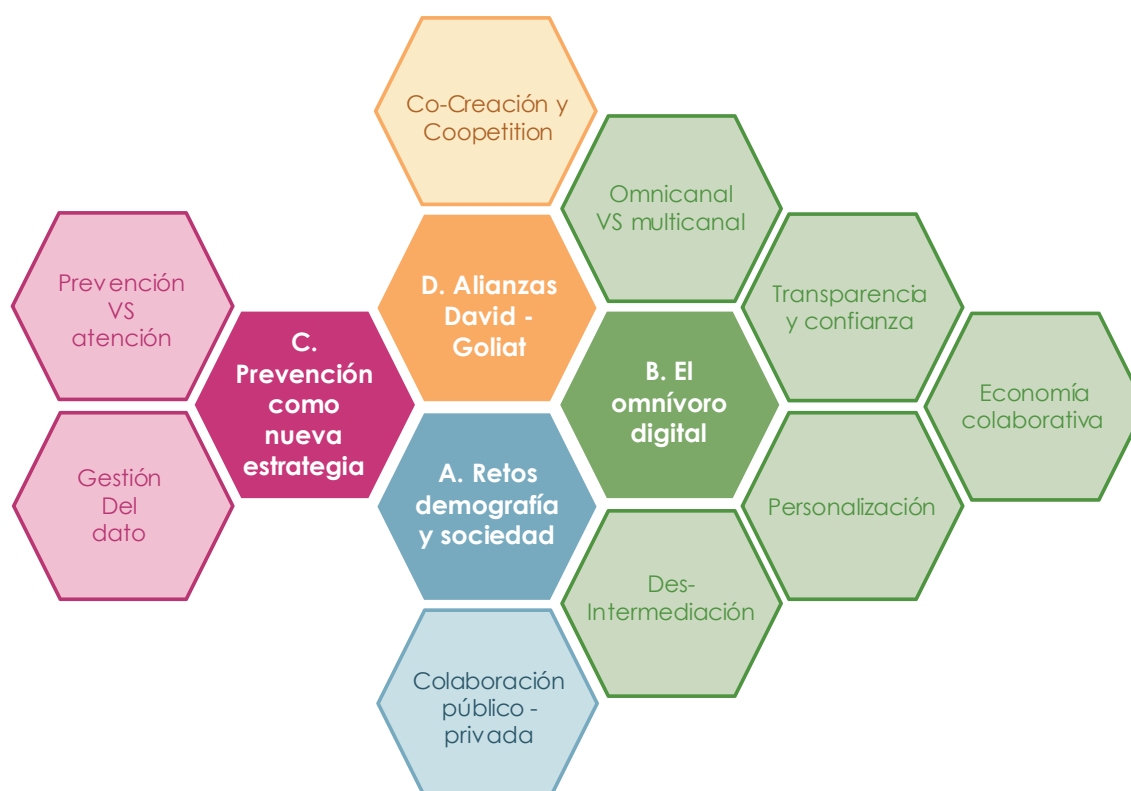 Co-Creación y
Coopetition
Omnicanal
VS multicanal
Prevención
VS
atención
D. Alianzas
David -
Goliat
Transparencia
y confianza
C.
Prevención
como
nueva
estrategia
B. El
omnívoro
digital
Economía
colaborativa
Gestión
Del
dato
A. Retos
demografía
y sociedad
Personalización
Des-
Intermediación
Colaboración
público -
privada